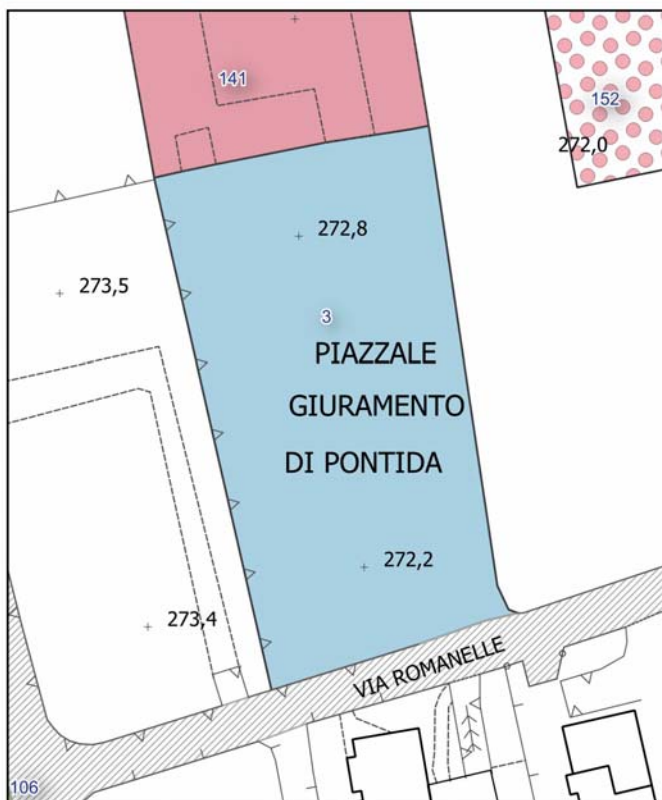 141
152
272,0
272,8
273,5
3
PIAZZALE
GIURAMENTO
DI PONTIDA
272,2
273,4
VIA ROMANELLE
106